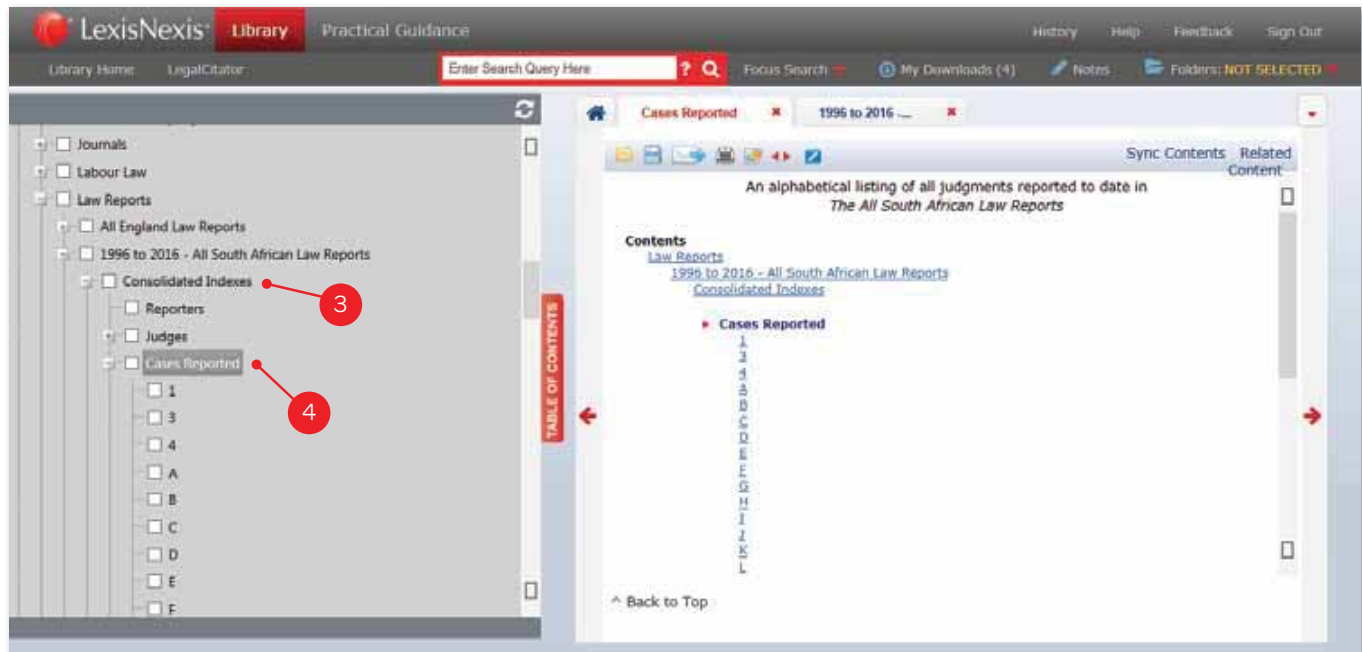 LexisNexis® Library Practical Guidance History Help Feedback Sign Out
Library Home LegalCitator Enter Search Query Here ? Focus Search My Downloads (4) Notes Folders: NOT SELECTED
Journals
Labour Law
Law Reports
All England Law Reports
1996 to 2016 - All South African Law Reports
Consolidated Indexes
3
Reporters
Judges
Cases Reported
4
1
3
4
A
B
C
D
E
F
TABLE OF CONTENTS
Cases Reported 1996 to 2016 -...
Sync Contents Related
Content
An alphabetical listing of all judgments reported to date in
The All South African Law Reports
Contents
Law Reports
1996 to 2016 - All South African Law Reports
Consolidated Indexes
Cases Reported
1
3
4
A
B
C
D
E
F
G
H
I
J
K
L
^ Back to Top